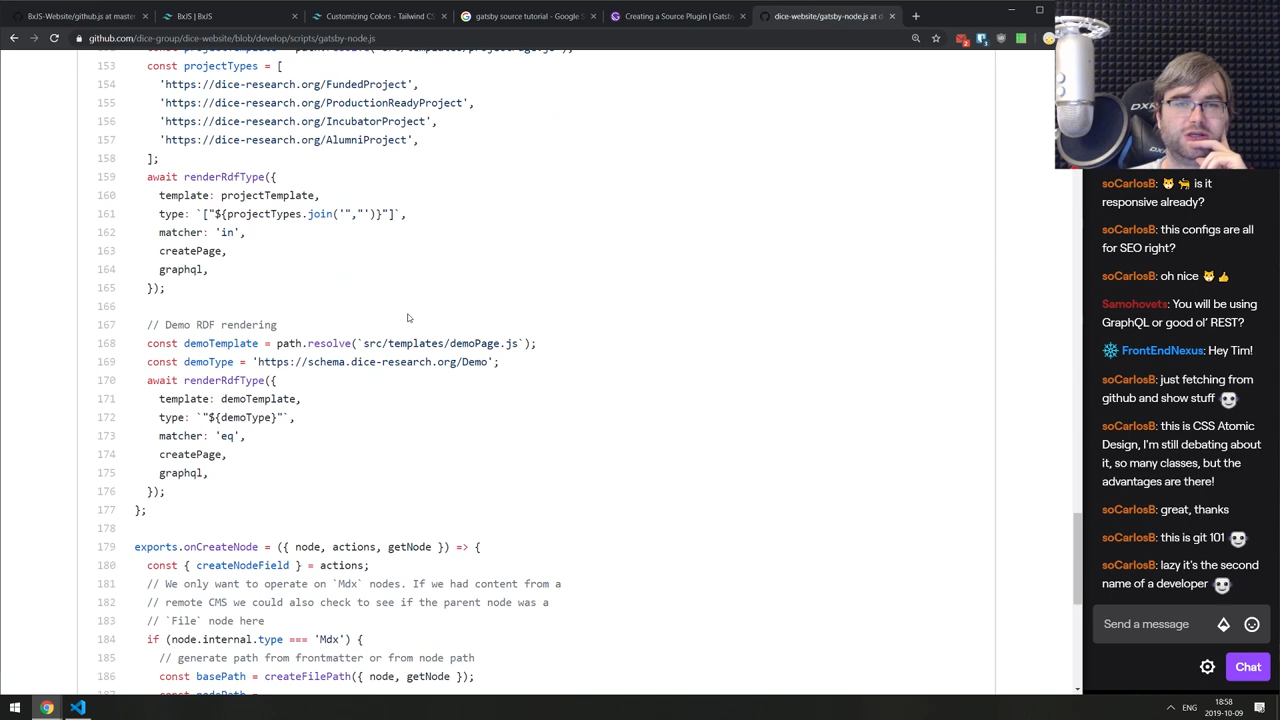 BxJS-Website/github.js at master
BxJS | BxJS
Customizing Colors - Tailwind CS
gatsby source tutorial - Google S
Creating a Source Plugin | Gatsby
dice-website/gatsby-node.js at d
github.com/dice-group/dice-website/blob/develop/scripts/gatsby-node.js
153 const projectTypes = [
154 'https://dice-research.org/FundedProject',
155 'https://dice-research.org/ProductionReadyProject',
156 'https://dice-research.org/IncubatorProject',
157 'https://dice-research.org/AlumniProject',
158 ];
159 await renderRdfType({
160 template: projectTemplate,
161 type: `["${projectTypes.join('","')}"]`,
162 matcher: 'in',
163 createPage,
164 graphql,
165 });
166
167 // Demo RDF rendering
168 const demoTemplate = path.resolve(`src/templates/demoPage.js`);
169 const demoType = 'https://schema.dice-research.org/Demo';
170 await renderRdfType({
171 template: demoTemplate,
172 type: `"${demoType}"`,
173 matcher: 'eq',
174 createPage,
175 graphql,
176 });
177 };
178
179 exports.onCreateNode = ({ node, actions, getNode }) => {
180 const { createNodeField } = actions;
181 // We only want to operate on `Mdx` nodes. If we had content from a
182 // remote CMS we could also check to see if the parent node was a
183 // `File` node here
184 if (node.internal.type === 'Mdx') {
185 // generate path from frontmatter or from node path
186 const basePath = createFilePath({ node, getNode });
soCarlosB: is it
responsive already?
soCarlosB: this configs are all
for SEO right?
soCarlosB: oh nice
Samohovets: You will be using
GraphQL or good ol' REST?
FrontEndNexus: Hey Tim!
soCarlosB: just fetching from
github and show stuff
soCarlosB: this is CSS Atomic
Design, I'm still debating about
it, so many classes, but the
advantages are there!
soCarlosB: great, thanks
soCarlosB: this is git 101
soCarlosB: lazy it's the second
name of a developer
Send a message
Chat
ENG
18:58
2019-10-09